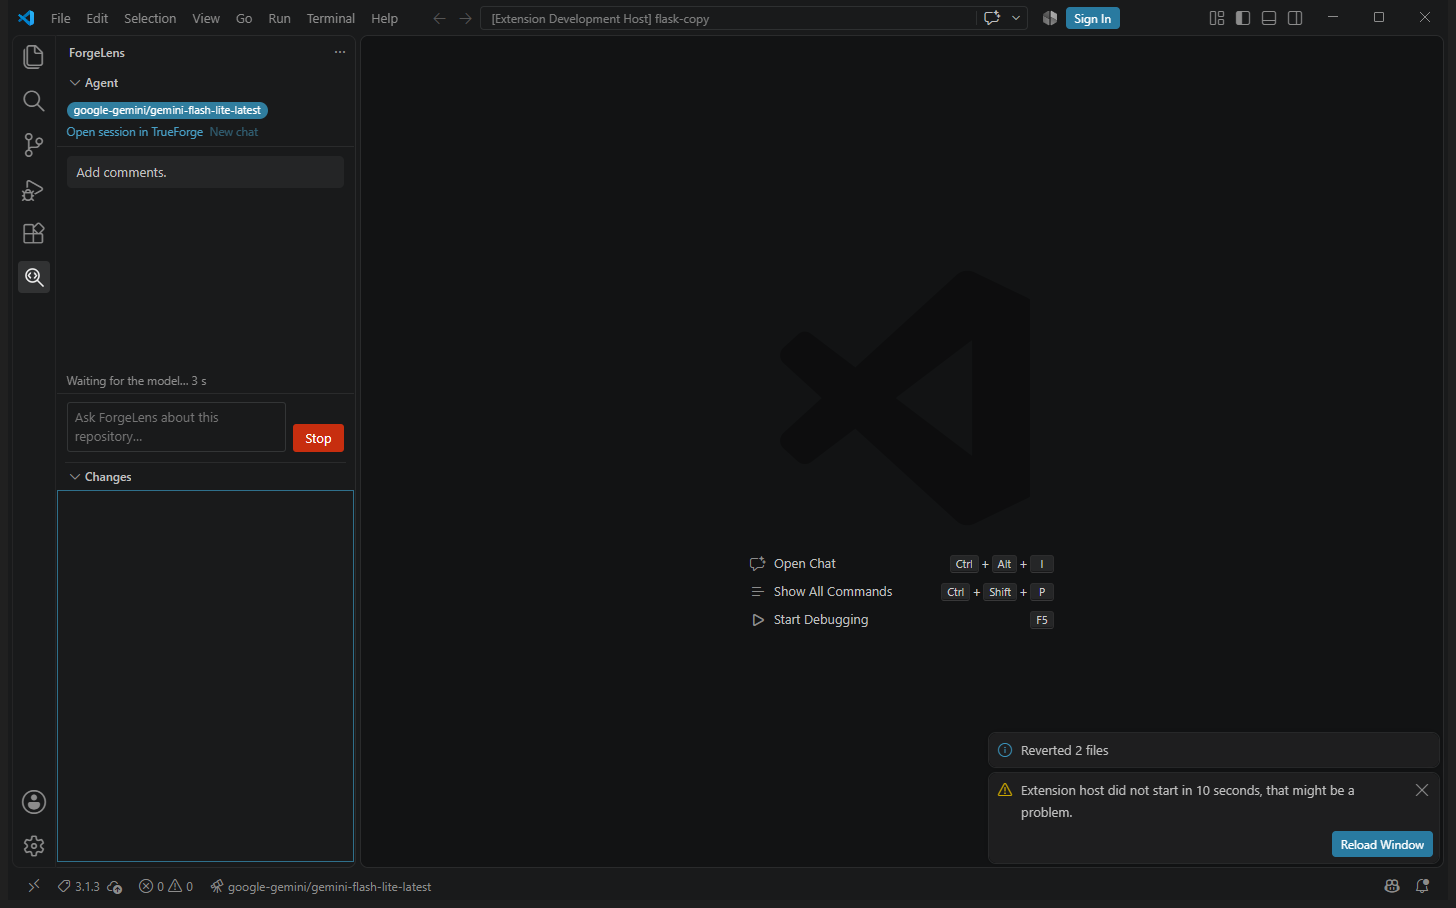 File Edit Selection View Go Run Terminal Help
[Extension Development Host] flask-copy
Sign In
ForgeLens
Agent
google-gemini/gemini-flash-lite-latest
Open session in TrueForge New chat
Add comments.
Waiting for the model... 3 s
Ask ForgeLens about this
repository...
Stop
Changes
Open Chat Ctrl + Alt + I
Show All Commands Ctrl + Shift + P
Start Debugging F5
Reverted 2 files
Extension host did not start in 10 seconds, that might be a
problem.
Reload Window
3.1.3 0 0 google-gemini/gemini-flash-lite-latest